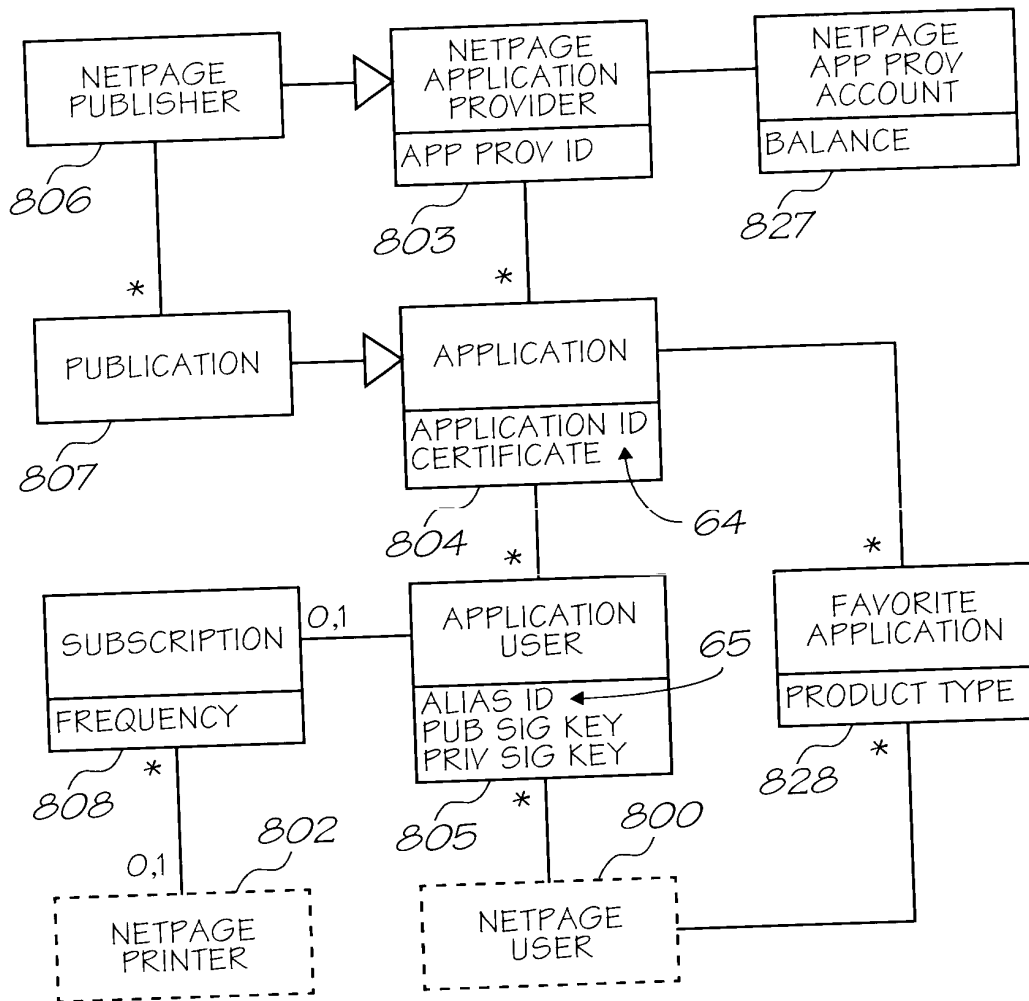 NETPAGE
PUBLISHER
806
NETPAGE
APPLICATION
PROVIDER
APP PROV ID
803
NETPAGE
APP PROV
ACCOUNT
BALANCE
827
*
*
PUBLICATION
807
APPLICATION
APPLICATION ID
CERTIFICATE
804
64
*
*
SUBSCRIPTION
FREQUENCY
808
0,1
APPLICATION
USER
ALIAS ID
PUB SIG KEY
PRIV SIG KEY
805
65
FAVORITE
APPLICATION
PRODUCT TYPE
828
*
*
*
802
800
0,1
NETPAGE
PRINTER
NETPAGE
USER